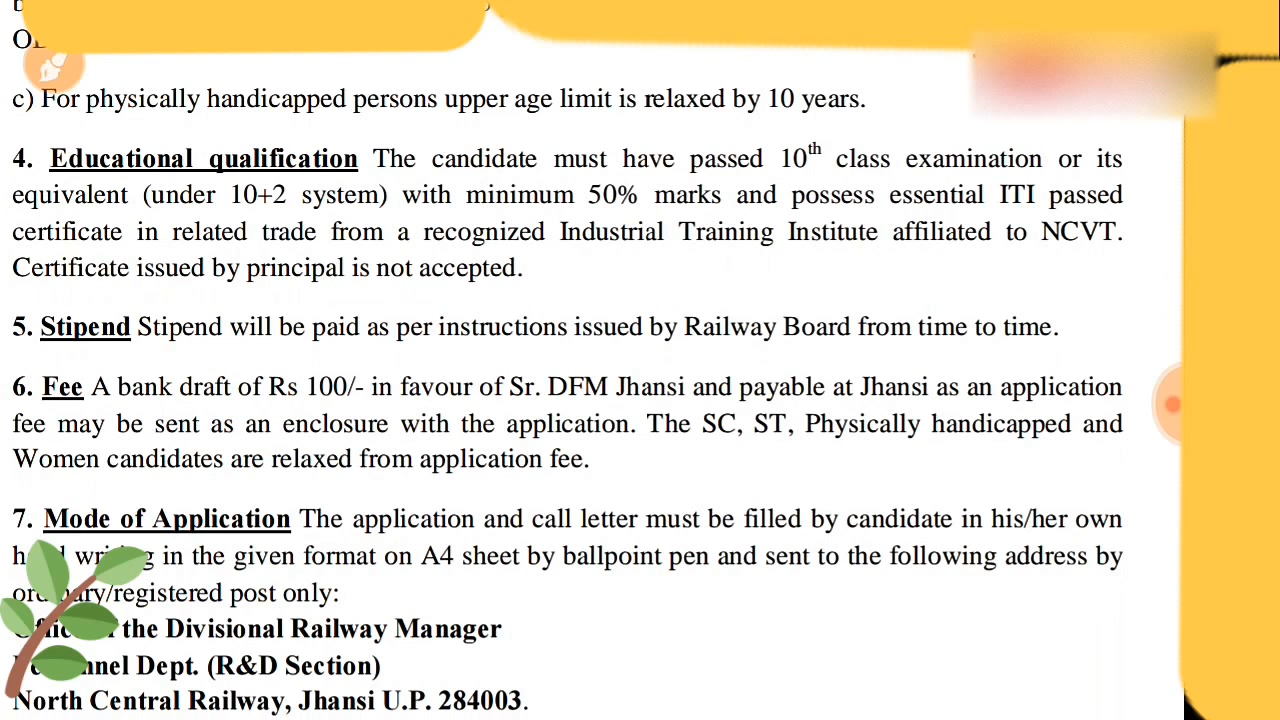 c) For physically handicapped persons upper age limit is relaxed by 10 years.
4. Educational qualification The candidate must have passed 10th class examination or its
equivalent (under 10+2 system) with minimum 50% marks and possess essential ITI passed
certificate in related trade from a recognized Industrial Training Institute affiliated to NCVT.
Certificate issued by principal is not accepted.
5. Stipend Stipend will be paid as per instructions issued by Railway Board from time to time.
6. Fee A bank draft of Rs 100/- in favour of Sr. DFM Jhansi and payable at Jhansi as an application
fee may be sent as an enclosure with the application. The SC, ST, Physically handicapped and
Women candidates are relaxed from application fee.
7. Mode of Application The application and call letter must be filled by candidate in his/her own
in the given format on A4 sheet by ballpoint pen and sent to the following address by
/registered post only:
the Divisional Railway Manager
Dept. (R&D Section)
North Central Railway, Jhansi U.P. 284003.